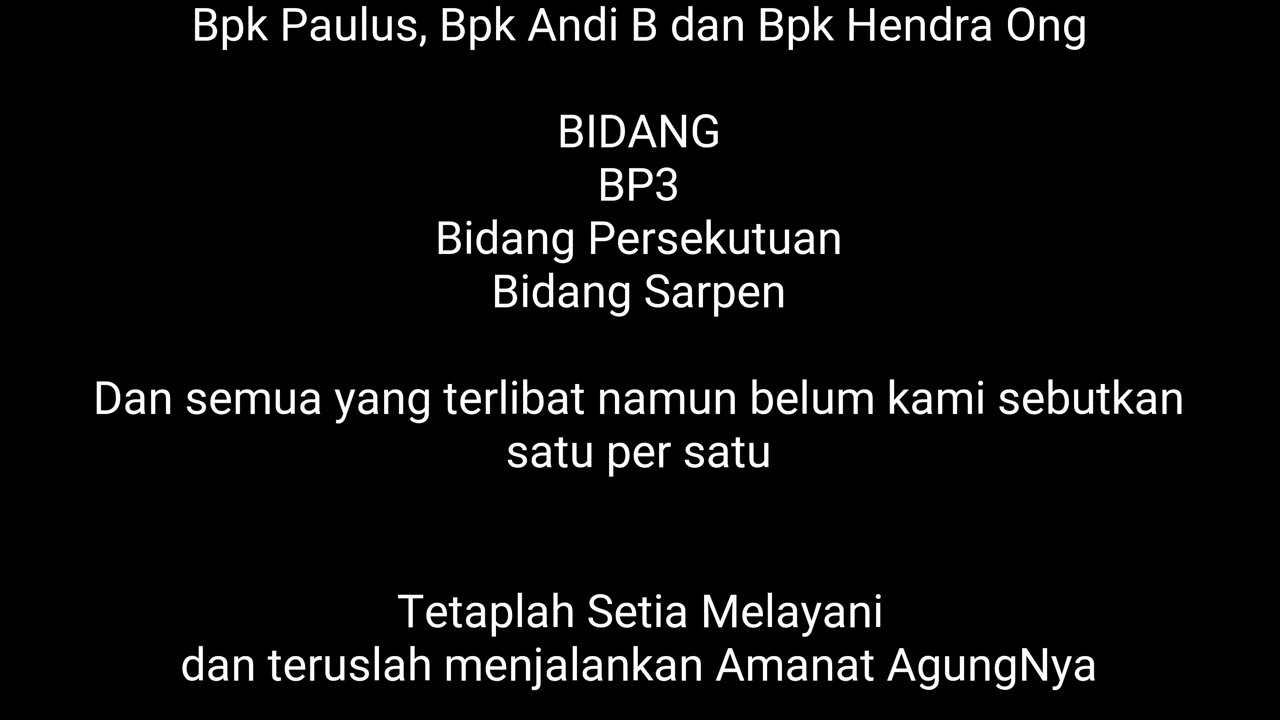 Bpk Paulus, Bpk Andi B dan Bpk Hendra Ong
BIDANG
BP3
Bidang Persekutuan
Bidang Sarpen
Dan semua yang terlibat namun belum kami sebutkan
satu per satu
Tetaplah Setia Melayani
dan teruslah menjalankan Amanat AgungNya